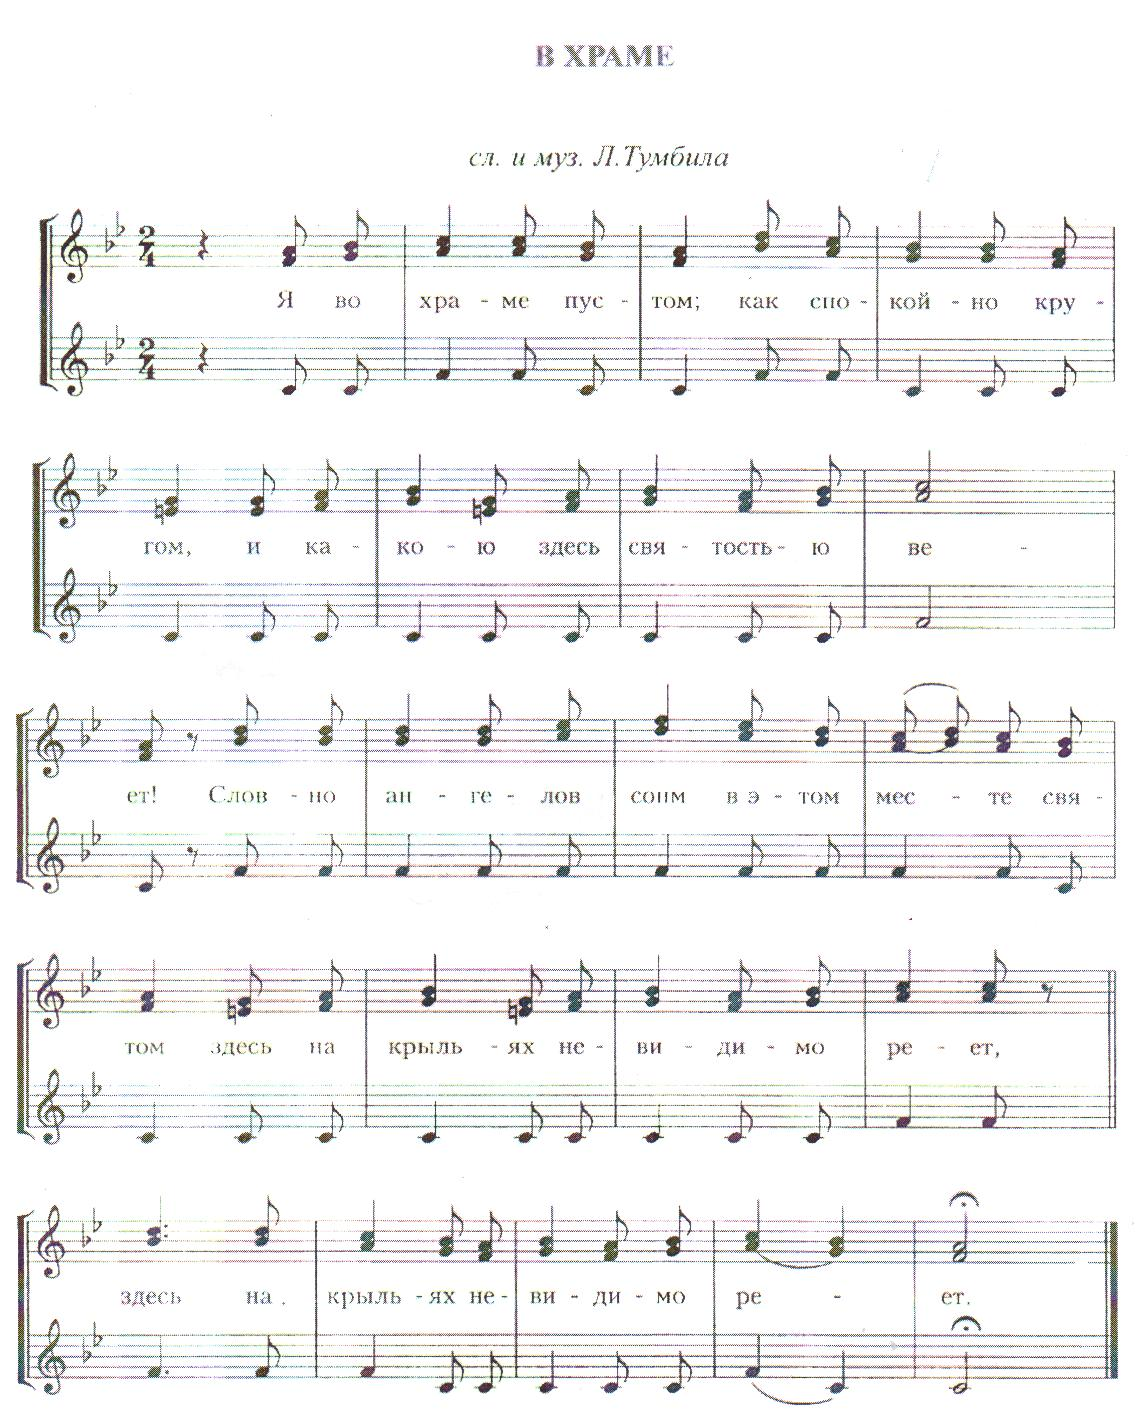 В ХРАМЕ
сл. и муз. Л.Тумбила
Я во хра - ме пус - том; как спо - кой - но кру -
гом, и ка - ко - ю здесь свя - тость - ю ве -
ет! Слов - но ан - ге - лов сонм в э - том мес - те свя -
том здесь на крыль - ях не - ви - ди - мо ре - ет,
здесь на крыль - ях не - ви - ди - мо ре - ет.